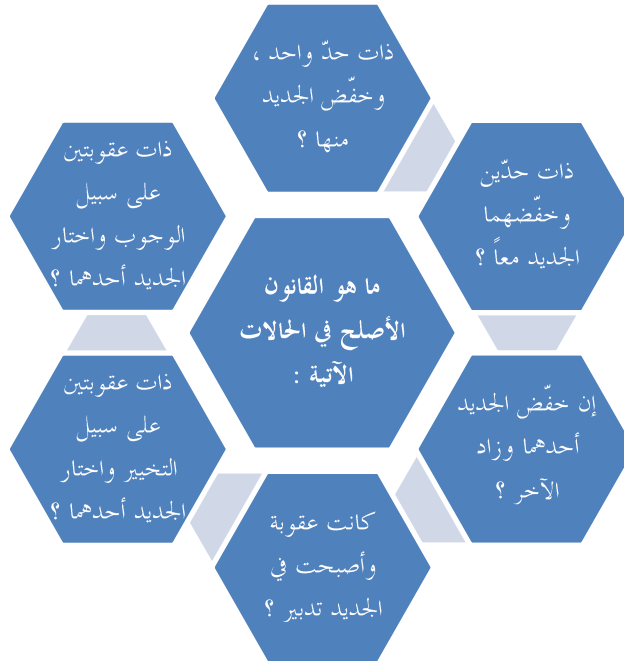 ما هو القانون
الأصلح في الحالات
الآتية :
ذات حدّ واحد ،
وخفّض الجديد
منها ؟
ذات حدّين
وخفّضهما
الجديد معاً ؟
إن خفّض الجديد
أحدهما وزاد
الآخر ؟
كانت عقوبة
وأصبحت في
الجديد تدبير ؟
ذات عقوبتين
على سبيل
التخيير واختار
الجديد أحدهما ؟
ذات عقوبتين
على سبيل
الوجوب واختار
الجديد أحدهما ؟